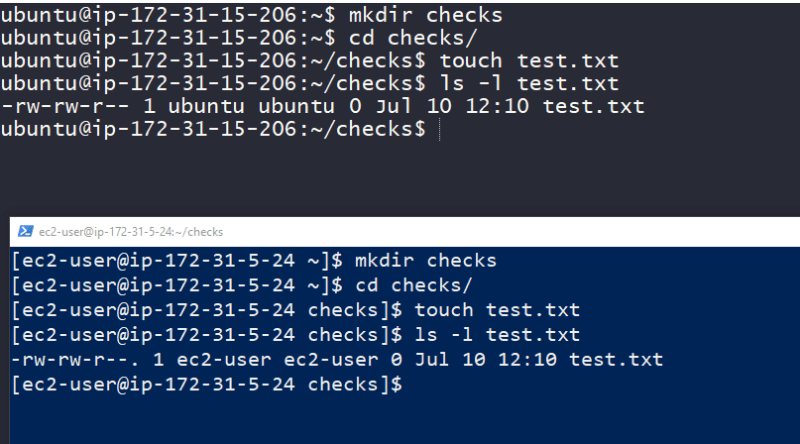 ubuntu@ip-172-31-15-206:~$ mkdir checks
ubuntu@ip-172-31-15-206:~$ cd checks/
ubuntu@ip-172-31-15-206:~/checks$ touch test.txt
ubuntu@ip-172-31-15-206:~/checks$ ls -l test.txt
-rw-rw-r-- 1 ubuntu ubuntu 0 Jul 10 12:10 test.txt
ubuntu@ip-172-31-15-206:~/checks$
ec2-user@ip-172-31-5-24:~/checks
[ec2-user@ip-172-31-5-24 ~]$ mkdir checks
[ec2-user@ip-172-31-5-24 ~]$ cd checks/
[ec2-user@ip-172-31-5-24 checks]$ touch test.txt
[ec2-user@ip-172-31-5-24 checks]$ ls -l test.txt
-rw-rw-r--. 1 ec2-user ec2-user 0 Jul 10 12:10 test.txt
[ec2-user@ip-172-31-5-24 checks]$